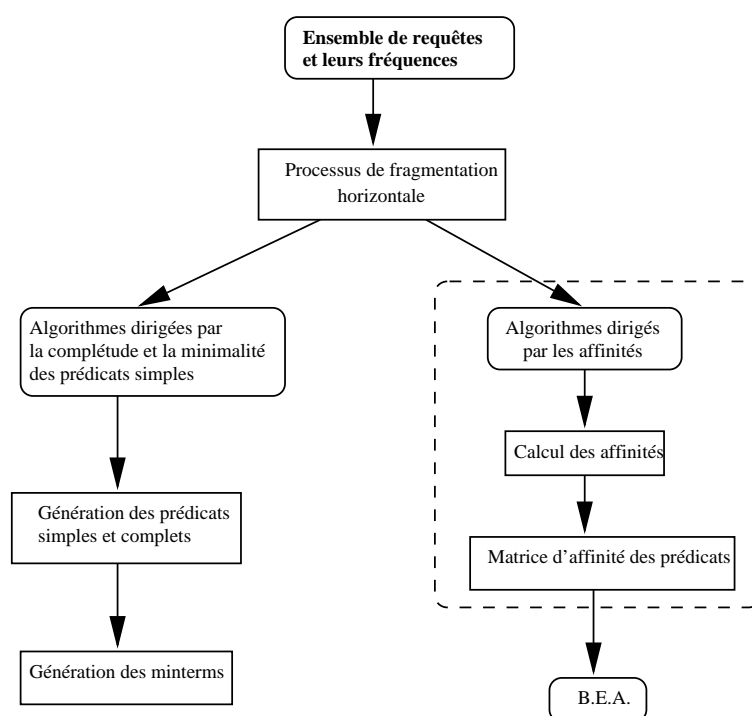 Ensemble de requêtes
et leurs fréquences
Processus de fragmentation
horizontale
Algorithmes dirigées par
la complétude et la minimalité
des prédicats simples
Algorithmes dirigés
par les affinités
Calcul des affinités
Génération des prédicats
simples et complets
Matrice d'affinité des prédicats
Génération des minterms
B.E.A.